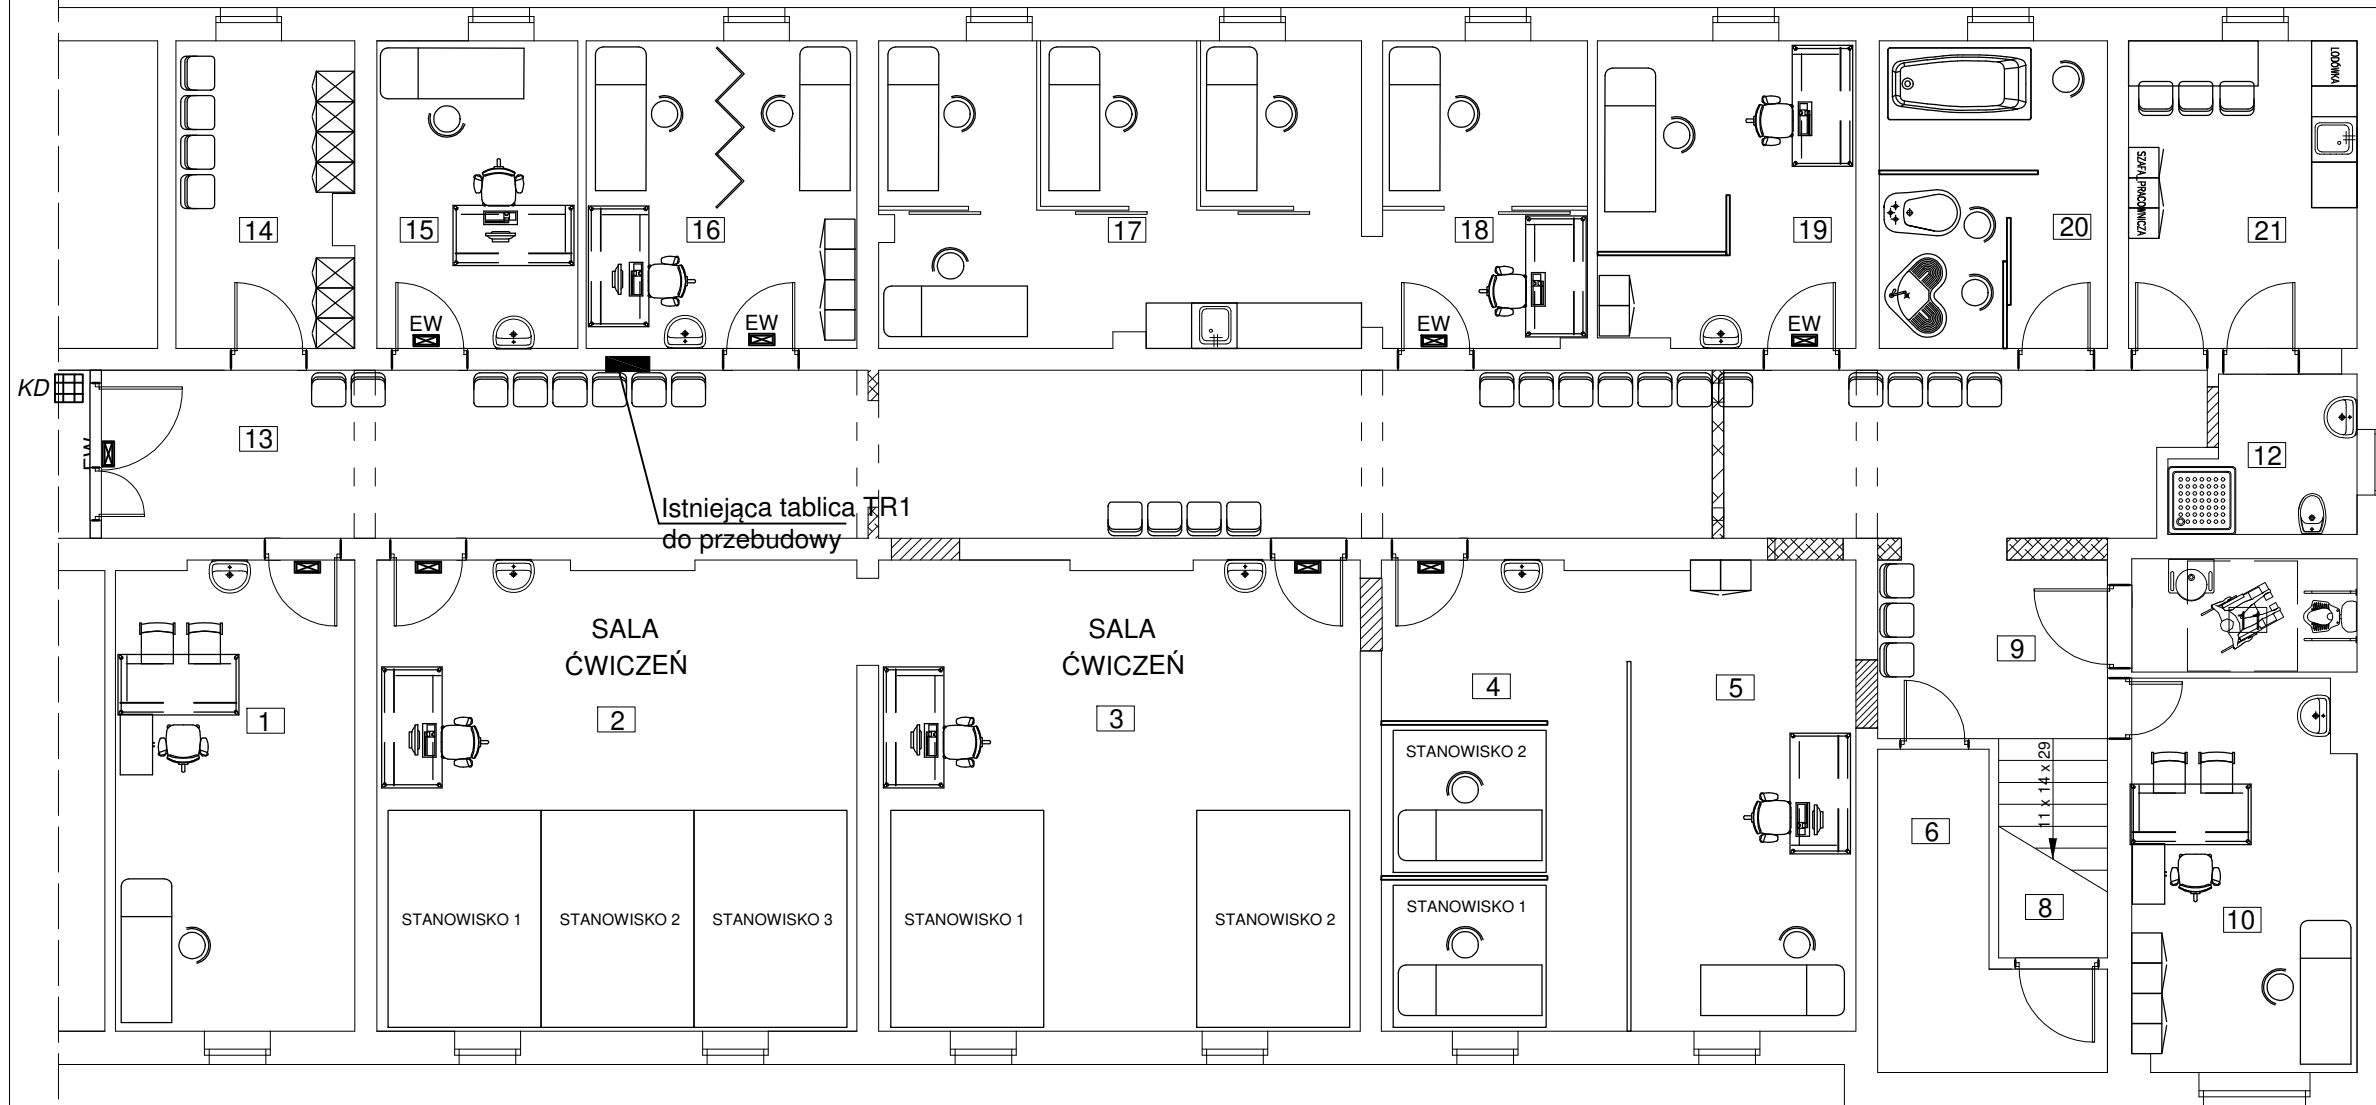 LODÓWKA
SZAFA PRACOWNICZA
14
15
16
17
18
19
20
21
EW
EW
EW
EW
KD
EW
13
12
Istniejąca tablica TR1
do przebudowy
SALA
ĆWICZEŃ
SALA
ĆWICZEŃ
1
2
3
4
5
9
STANOWISKO 2
11 x 14 x 29
6
STANOWISKO 1
8
10
STANOWISKO 1
STANOWISKO 2
STANOWISKO 3
STANOWISKO 1
STANOWISKO 2